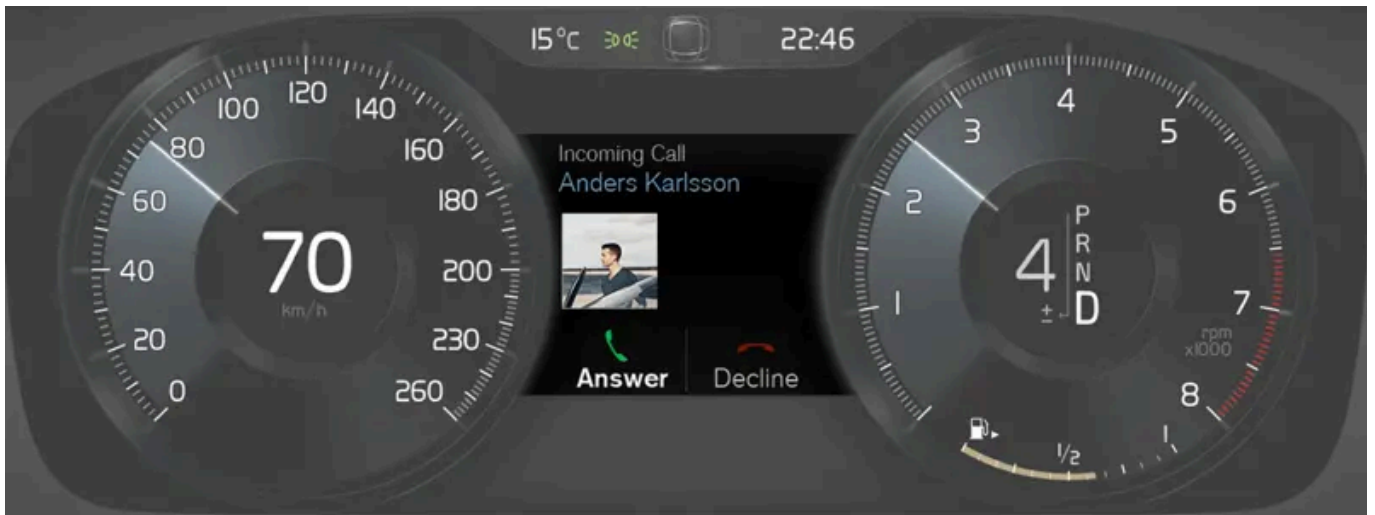 15°C 22:46
0
20
40
60
80
100
120
140
160
180
200
230
260
70
km/h
Incoming Call
Anders Karlsson
Answer Decline
1
2
3
4
5
6
7
8
rpm
x1000
4
±
P
R
N
D
1/2
1